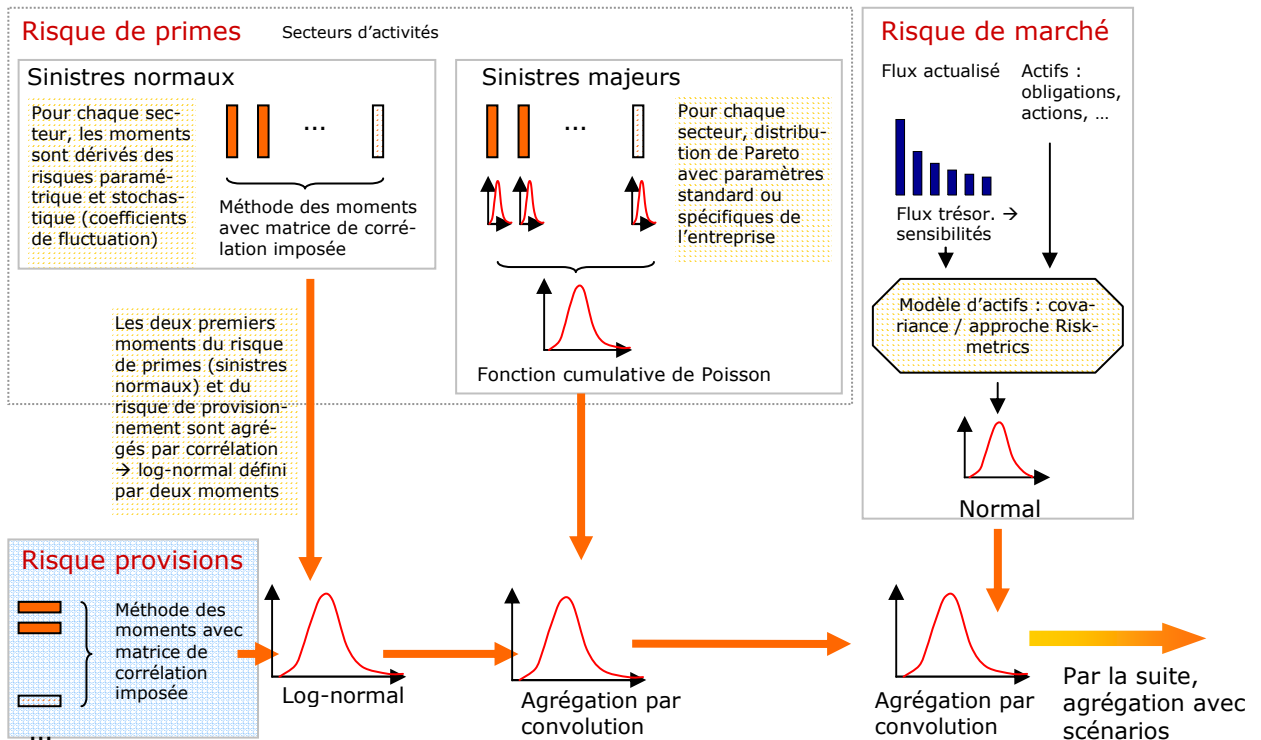 Risque de primes
Secteurs d’activités
Sinistres normaux
Pour chaque sec-
teur, les moments
sont dérivés des
risques paramé-
trique et stochas-
tique (coefficients
de fluctuation)
...
Méthode des moments
avec matrice de corré-
lation imposée
Sinistres majeurs
...
Pour chaque
secteur, distribu-
tion de Pareto
avec paramètres
standard ou
spécifiques de
l’entreprise
Fonction cumulative de Poisson
Les deux premiers
moments du risque
de primes (sinistres
normaux) et du
risque de provision-
nement sont agré-
gés par corrélation
→ log-normal défini
par deux moments
Risque de marché
Flux actualisé
Actifs :
obligations,
actions, …
Flux trésor. →
sensibilités
Modèle d’actifs : cova-
riance / approche Risk-
metrics
Normal
Risque provisions
Méthode des
moments avec
matrice de
corrélation
imposée
...
Log-normal
Agrégation par
convolution
Agrégation par
convolution
Par la suite,
agrégation avec
scénarios